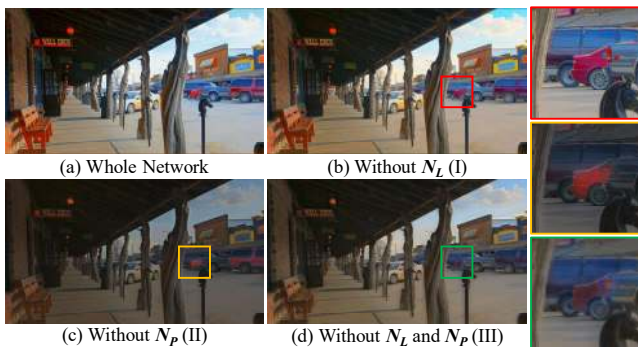 (a) Whole Network
(b) Without N_L (I)
(c) Without N_P (II)
(d) Without N_L and N_P (III)